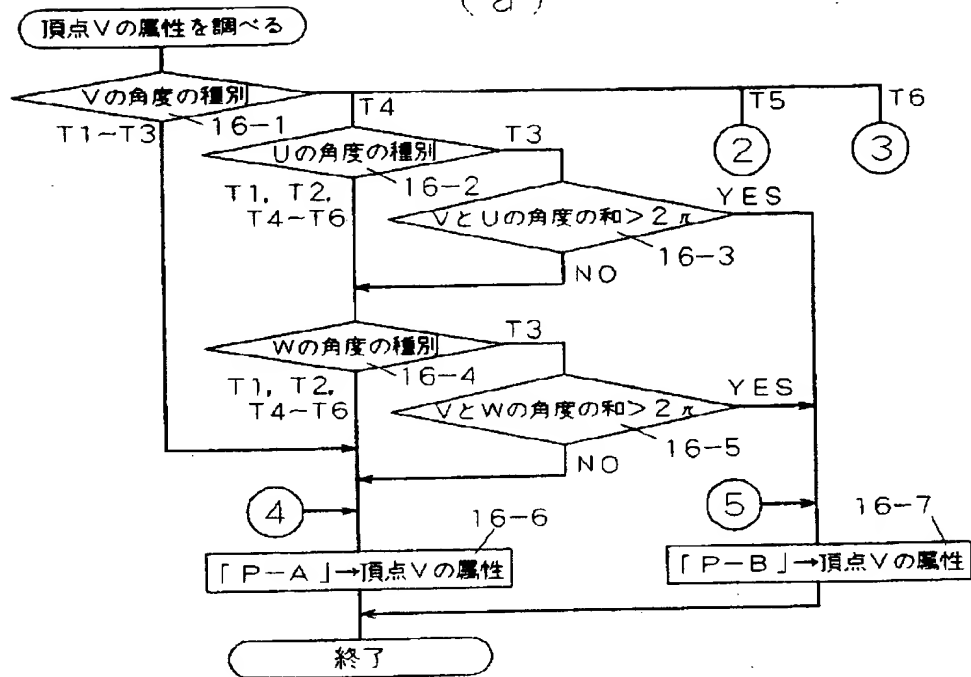 (a)
頂点Vの属性を調べる
Vの角度の種別
16-1
T1~T3
T4
T5
T6
②
③
Uの角度の種別
16-2
T3
T1, T2,
T4~T6
VとUの角度の和>2π
16-3
YES
NO
Wの角度の種別
16-4
T3
T1, T2,
T4~T6
VとWの角度の和>2π
16-5
YES
NO
④
⑤
16-6
「P-A」→頂点Vの属性
16-7
「P-B」→頂点Vの属性
終了